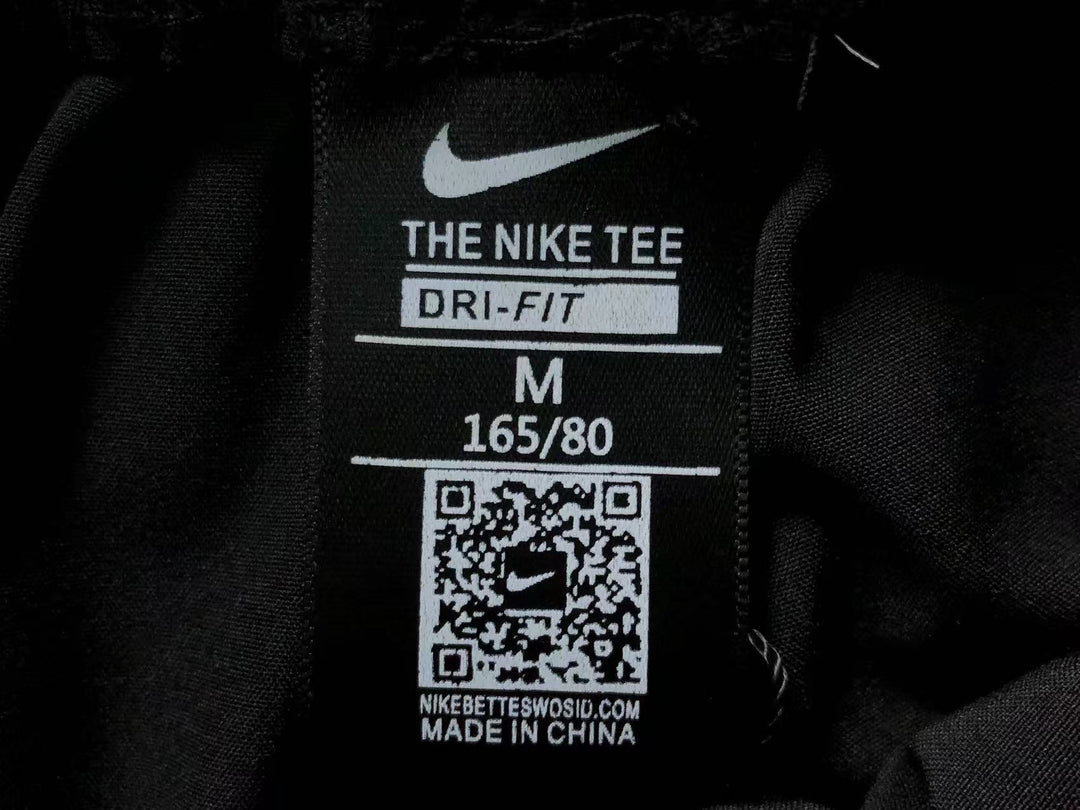 THE NIKE TEE
DRI-FIT
M
165/80
NIKEBETTESWOSID.COM
MADE IN CHINA